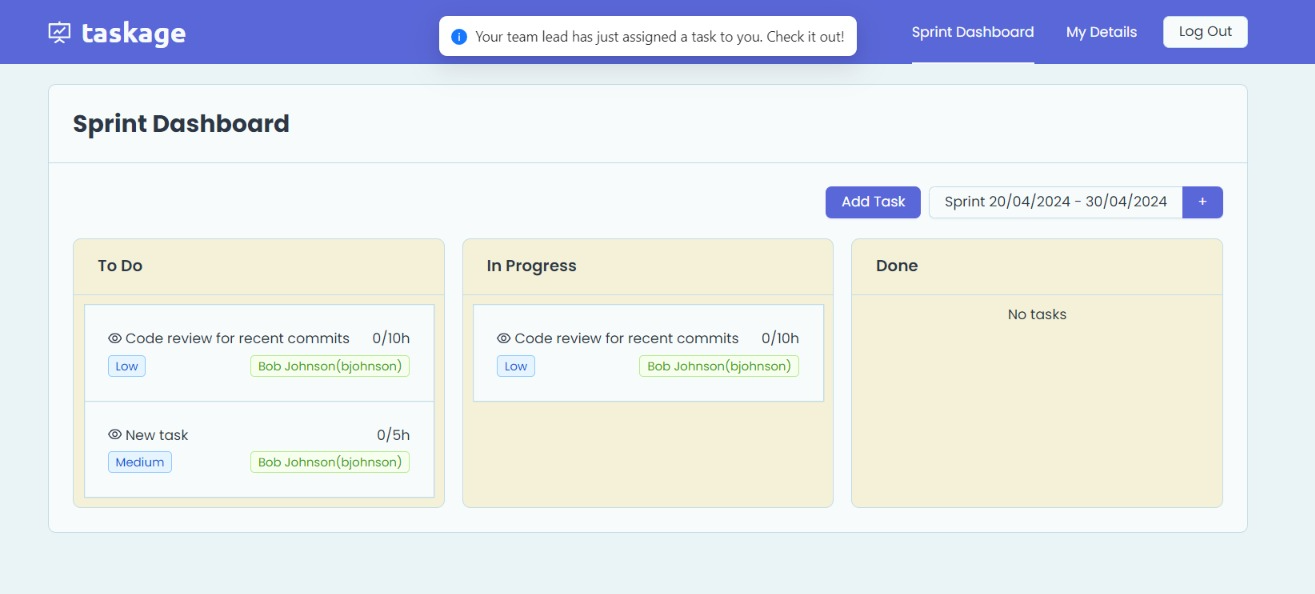 taskage
Your team lead has just assigned a task to you. Check it out!
Sprint Dashboard
My Details
Log Out
Sprint Dashboard
Add Task
Sprint 20/04/2024 - 30/04/2024
+
To Do
Code review for recent commits 0/10h
Low Bob Johnson(bjohnson)
New task 0/5h
Medium Bob Johnson(bjohnson)
In Progress
Code review for recent commits 0/10h
Low Bob Johnson(bjohnson)
Done
No tasks